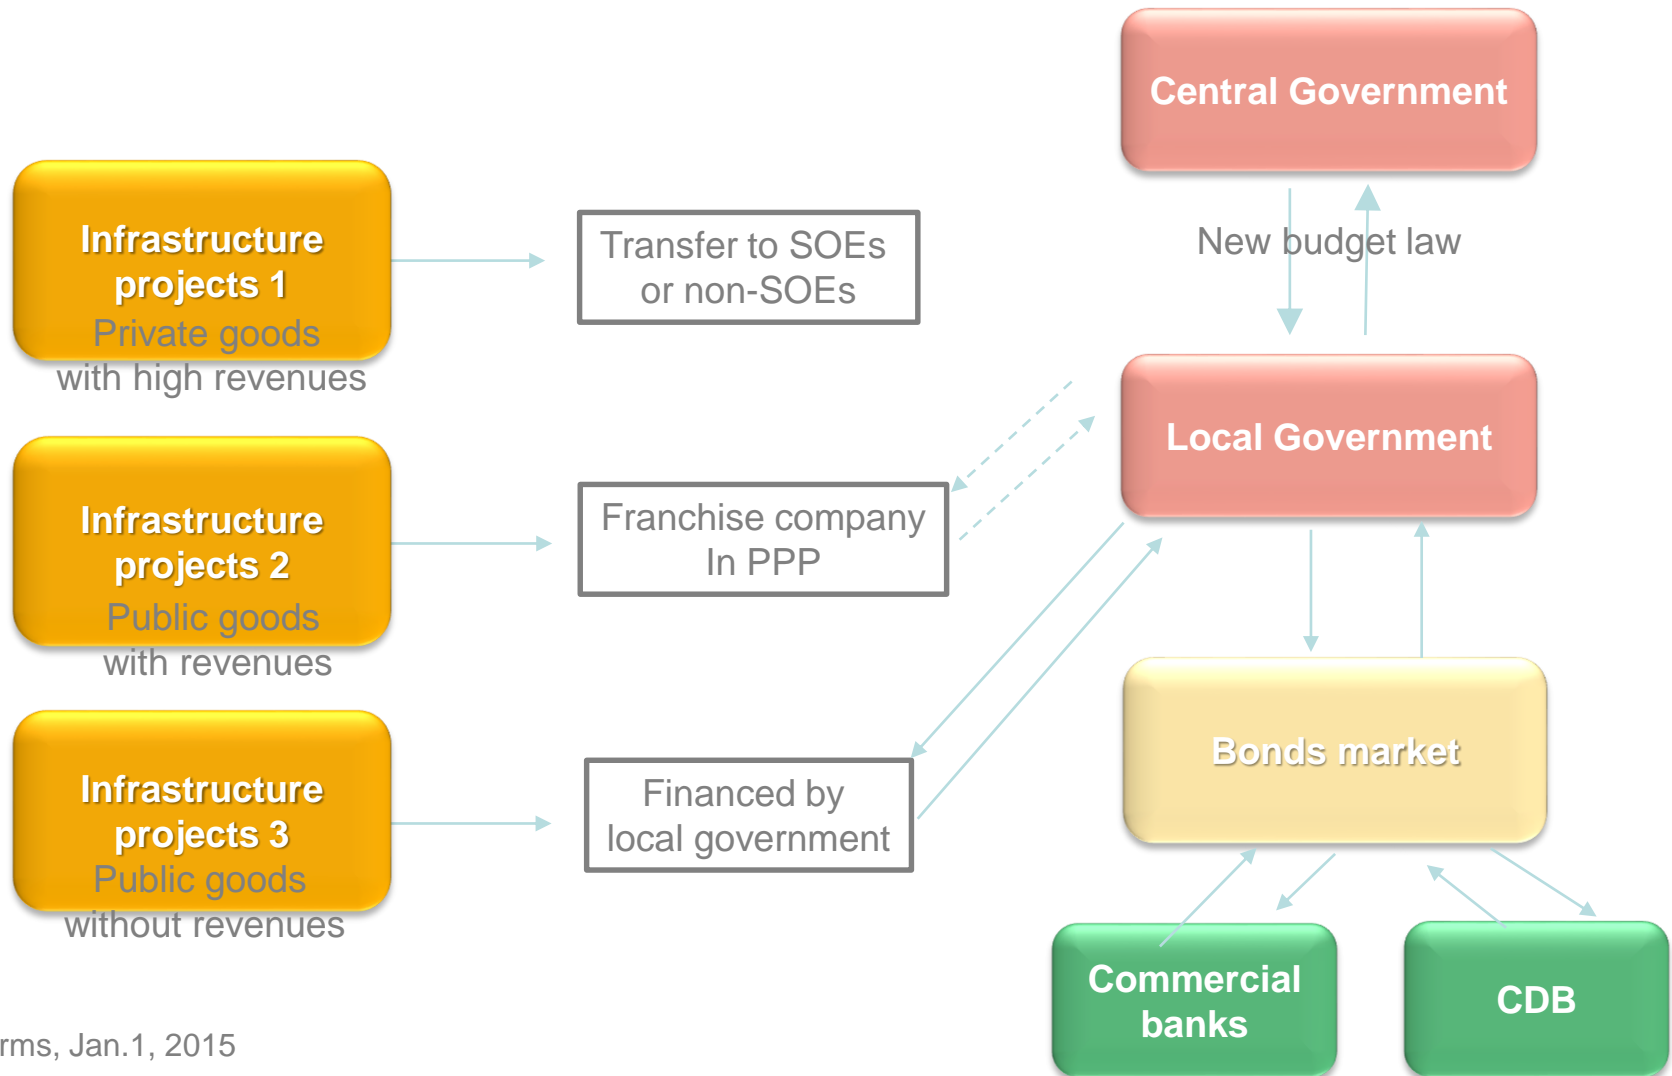 Central Government
New budget law
Infrastructure
projects 1
Private goods
with high revenues
Transfer to SOEs
or non-SOEs
Local Government
Infrastructure
projects 2
Public goods
with revenues
Franchise company
In PPP
Bonds market
Infrastructure
projects 3
Public goods
without revenues
Financed by
local government
Commercial
banks
CDB
rms, Jan.1, 2015